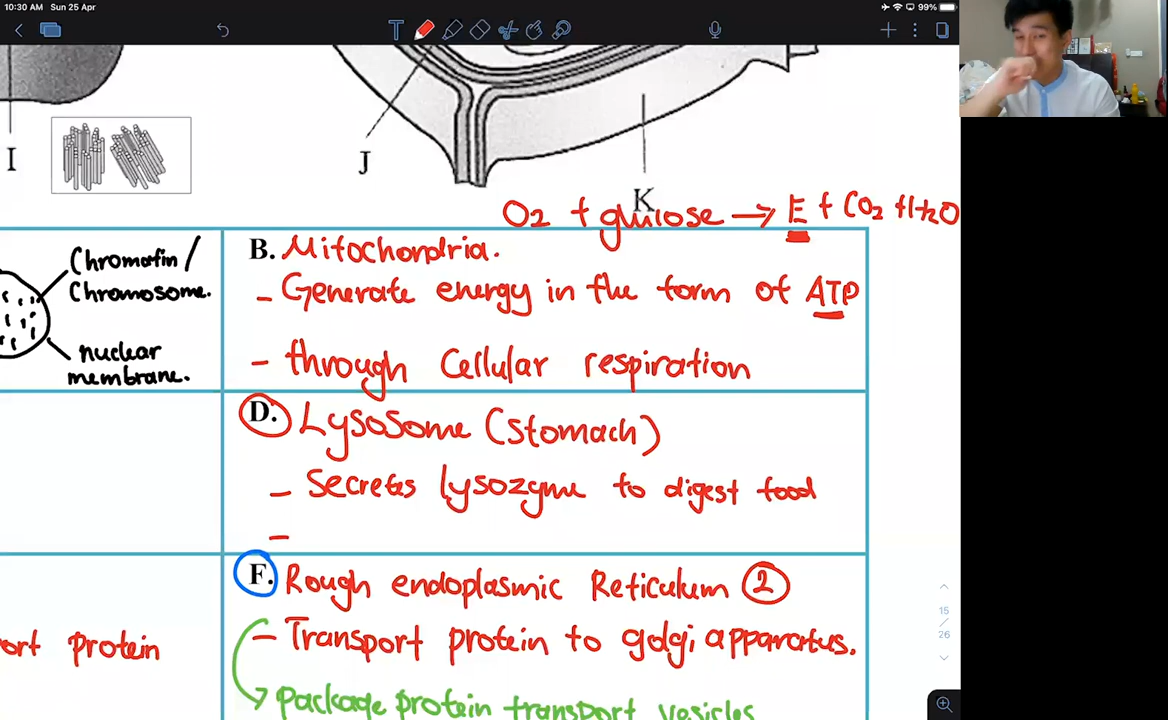 10:30 AM Sun 25 Apr
99%
T
I
J
K
O2 + glucose → E + CO2 + H2O
Chromatin /
Chromosome.
nuclear
membrane.
B. Mitochondria.
- Generate energy in the form of ATP
- through Cellular respiration
D. Lysosome (Stomach)
- Secretes lysozyme to digest food
-
F. Rough endoplasmic Reticulum 2
ort protein
- Transport protein to golgi apparatus.
package protein transport vesicles
15
/
26